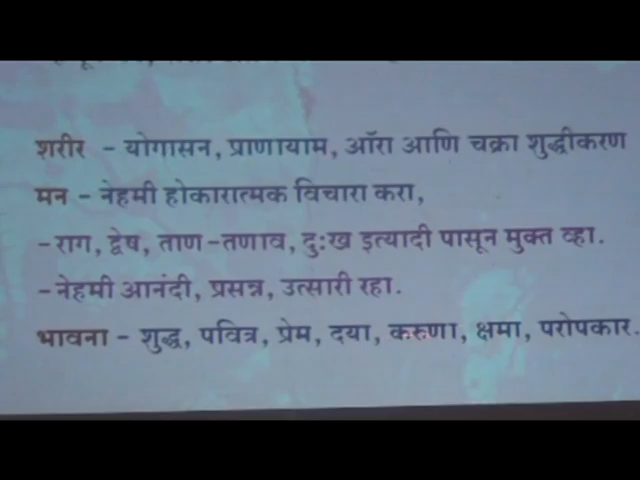 शरीर - योगासन, प्राणायाम, ऑरा आणि चक्रा शुद्धीकरण
मन - नेहमी होकारात्मक विचारा करा,
- राग, द्वेष, ताण-तणाव, दुःख इत्यादी पासून मुक्त व्हा.
- नेहमी आनंदी, प्रसन्न, उत्सारी रहा.
भावना - शुद्ध, पवित्र, प्रेम, दया, करुणा, क्षमा, परोपकार.